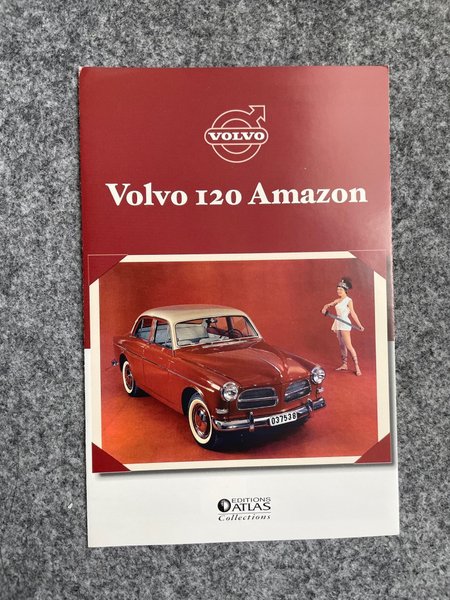 VOLVO
Volvo 120 Amazon
037538
EDITIONS
ATLAS
Collections